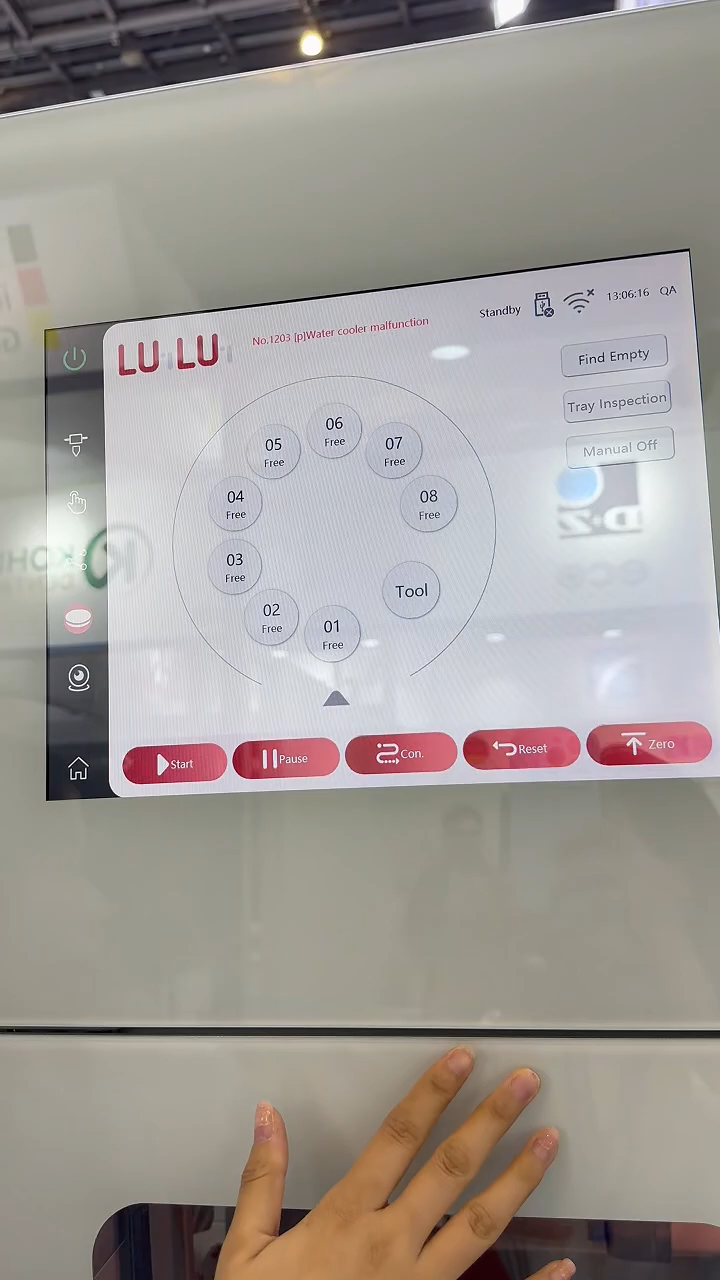 Standby
13:06:16 QA
LU LU
No.1203 [p]Water cooler malfunction
Find Empty
Tray Inspection
Manual Off
06
Free
05
Free
07
Free
04
Free
08
Free
03
Free
Tool
02
Free
01
Free
Start
Pause
Con.
Reset
Zero